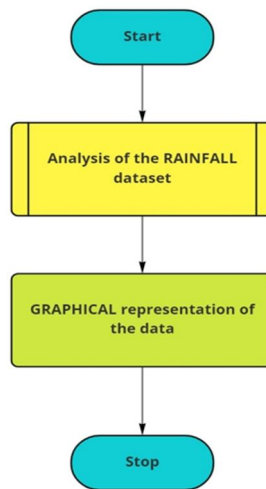 Start
Analysis of the RAINFALL
dataset
GRAPHICAL representation of
the data
Stop